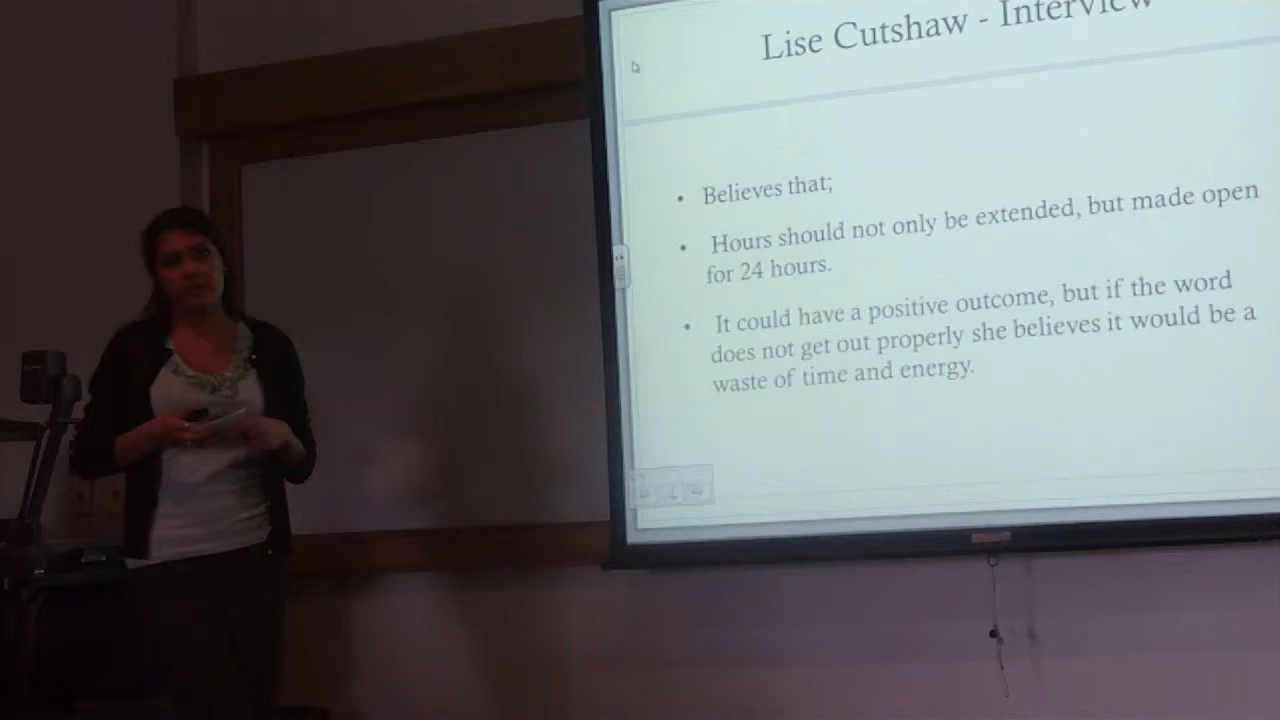 Lise Cutshaw - Interview
• Believes that;
• Hours should not only be extended, but made open
for 24 hours.
• It could have a positive outcome, but if the word
does not get out properly she believes it would be a
waste of time and energy.